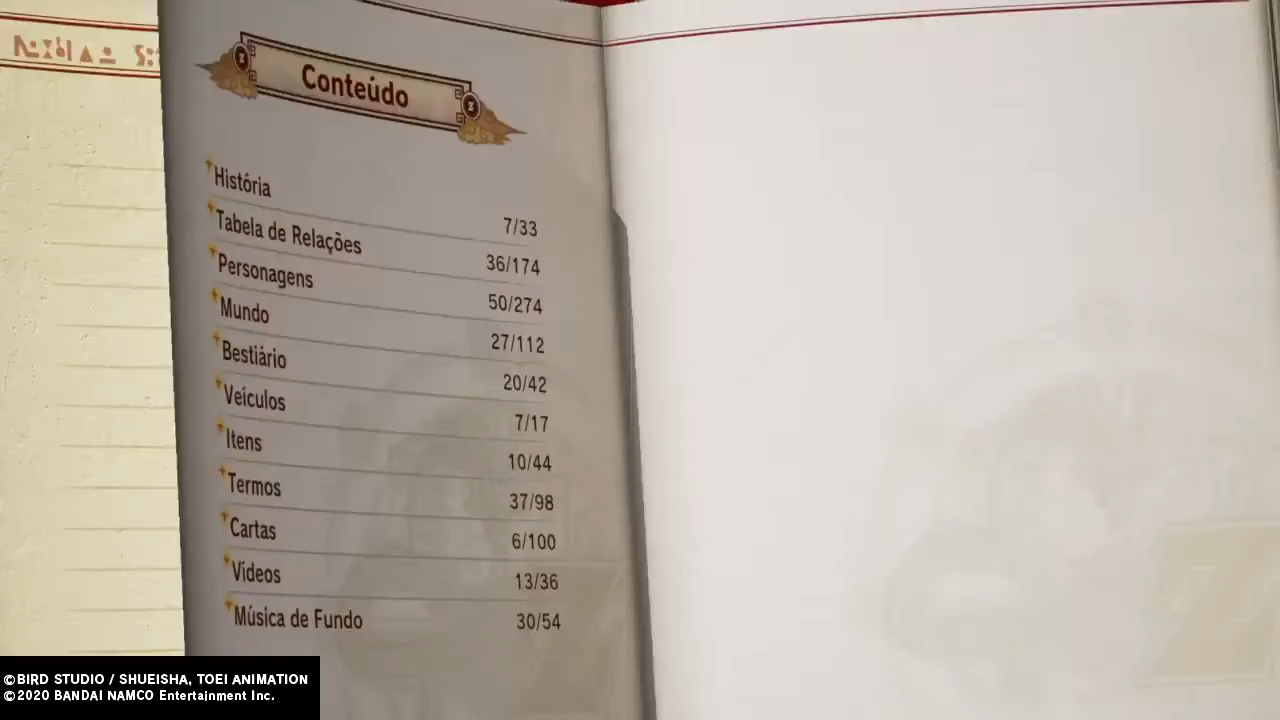 Conteúdo
História 7/33
Tabela de Relações 36/174
Personagens 50/274
Mundo 27/112
Bestiário 20/42
Veículos 7/17
Itens 10/44
Termos 37/98
Cartas 6/100
Vídeos 13/36
Música de Fundo 30/54
©BIRD STUDIO / SHUEISHA, TOEI ANIMATION
©2020 BANDAI NAMCO Entertainment Inc.